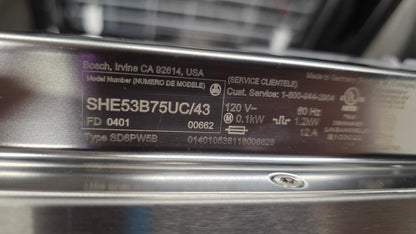 Bosch, Irvine CA 92614, USA
Model Number (NUMERO DE MODELE)
SHE53B75UC/43
FD 0401 00662
Type SD6PW5B
(SERVICE CLIENTELE)
Cust. Service: 1-800-944-2904
120 V~ 60 Hz
M 0.1kW 1.2kW
12 A
Made in Germany